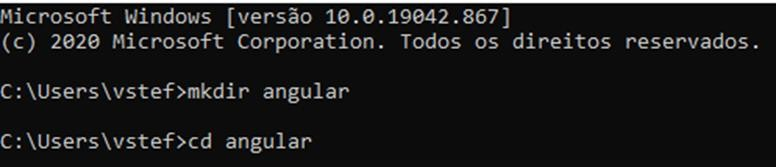 Microsoft Windows [versão 10.0.19042.867]
(c) 2020 Microsoft Corporation. Todos os direitos reservados.
C:\Users\vstef>mkdir angular
C:\Users\vstef>cd angular